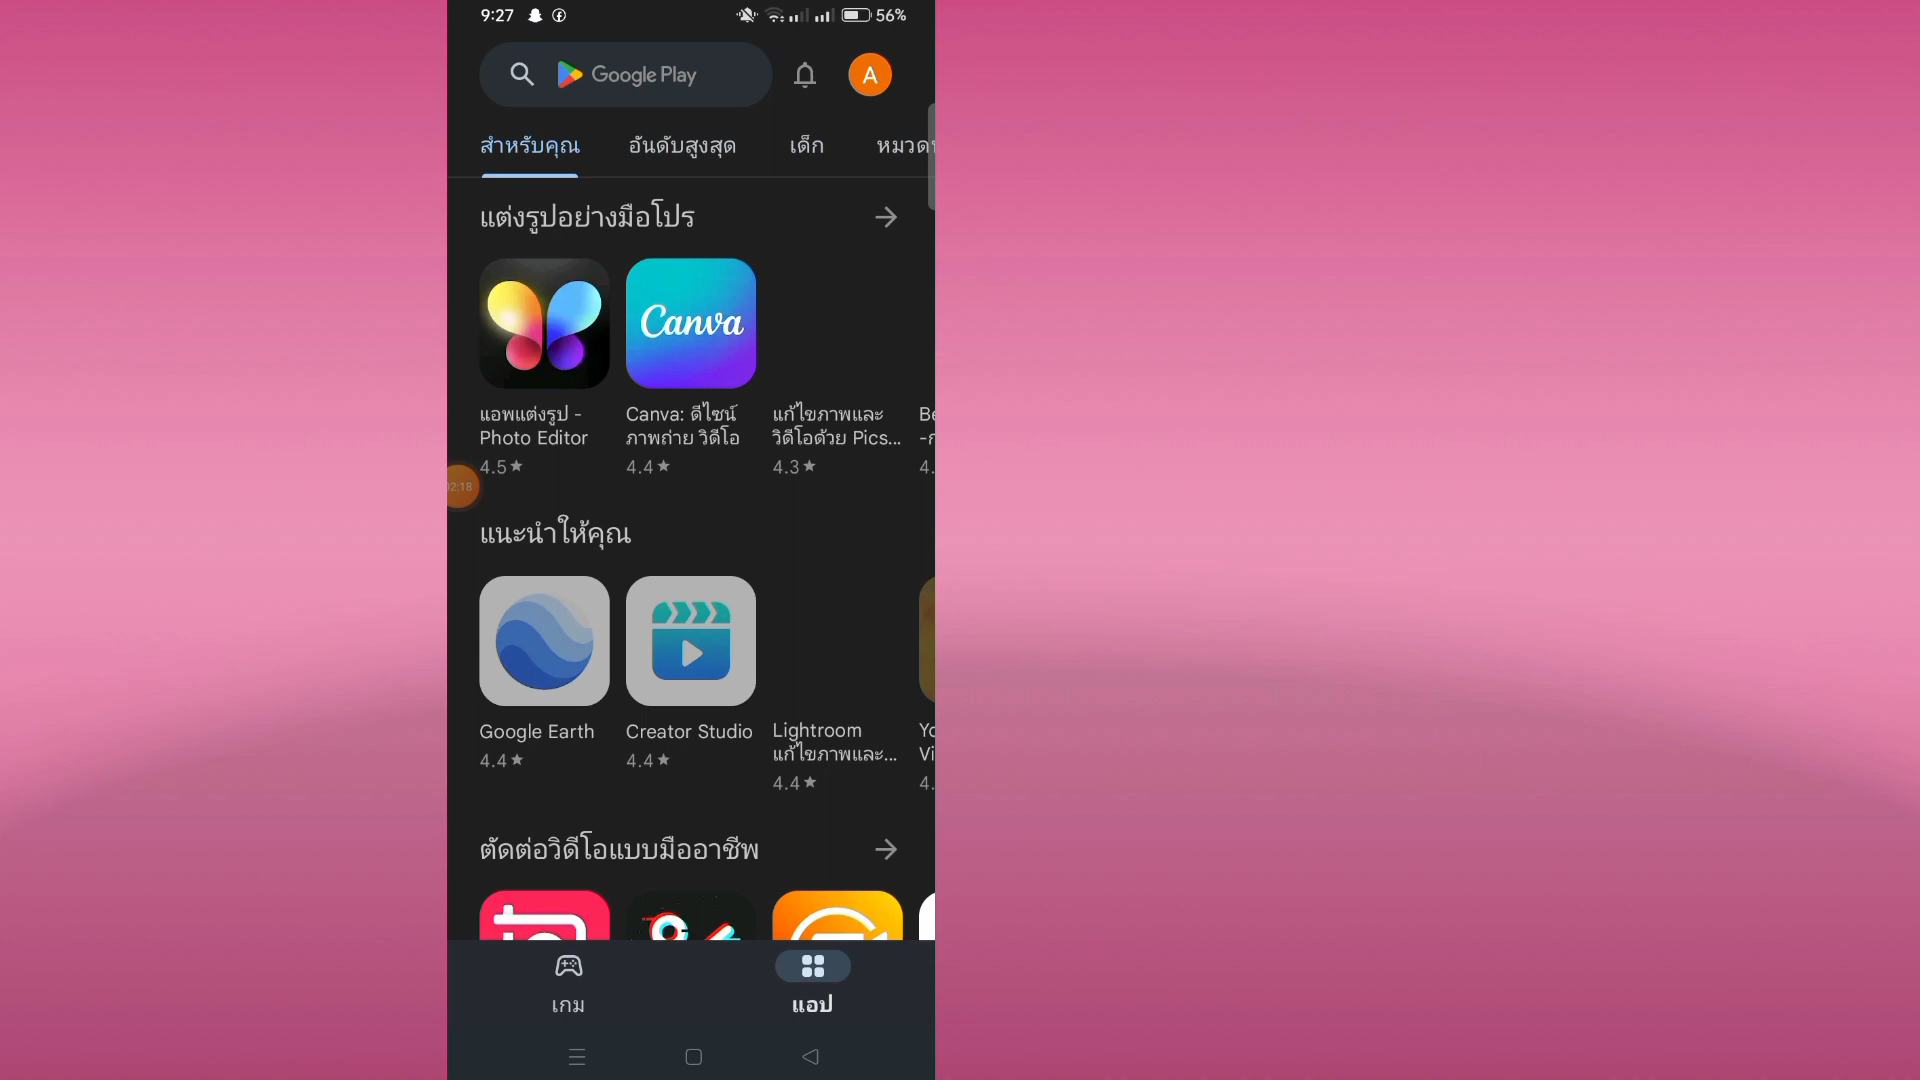 9:27 56%
Google Play A
สำหรับคุณ อันดับสูงสุด เด็ก
แต่งรูปอย่างมือโปร
Canva
แอพแต่งรูป - Canva: ดีไซน์ แก้ไขภาพและ
Photo Editor ภาพถ่าย วิดีโอ วิดีโอด้วย Pics...
4.5★ 4.4★ 4.3★ 4.
02:18
แนะนำให้คุณ
Google Earth Creator Studio Lightroom
แก้ไขภาพและ...
4.4★ 4.4★ 4.4★ 4.
ตัดต่อวิดีโอแบบมืออาชีพ
เกม แอป